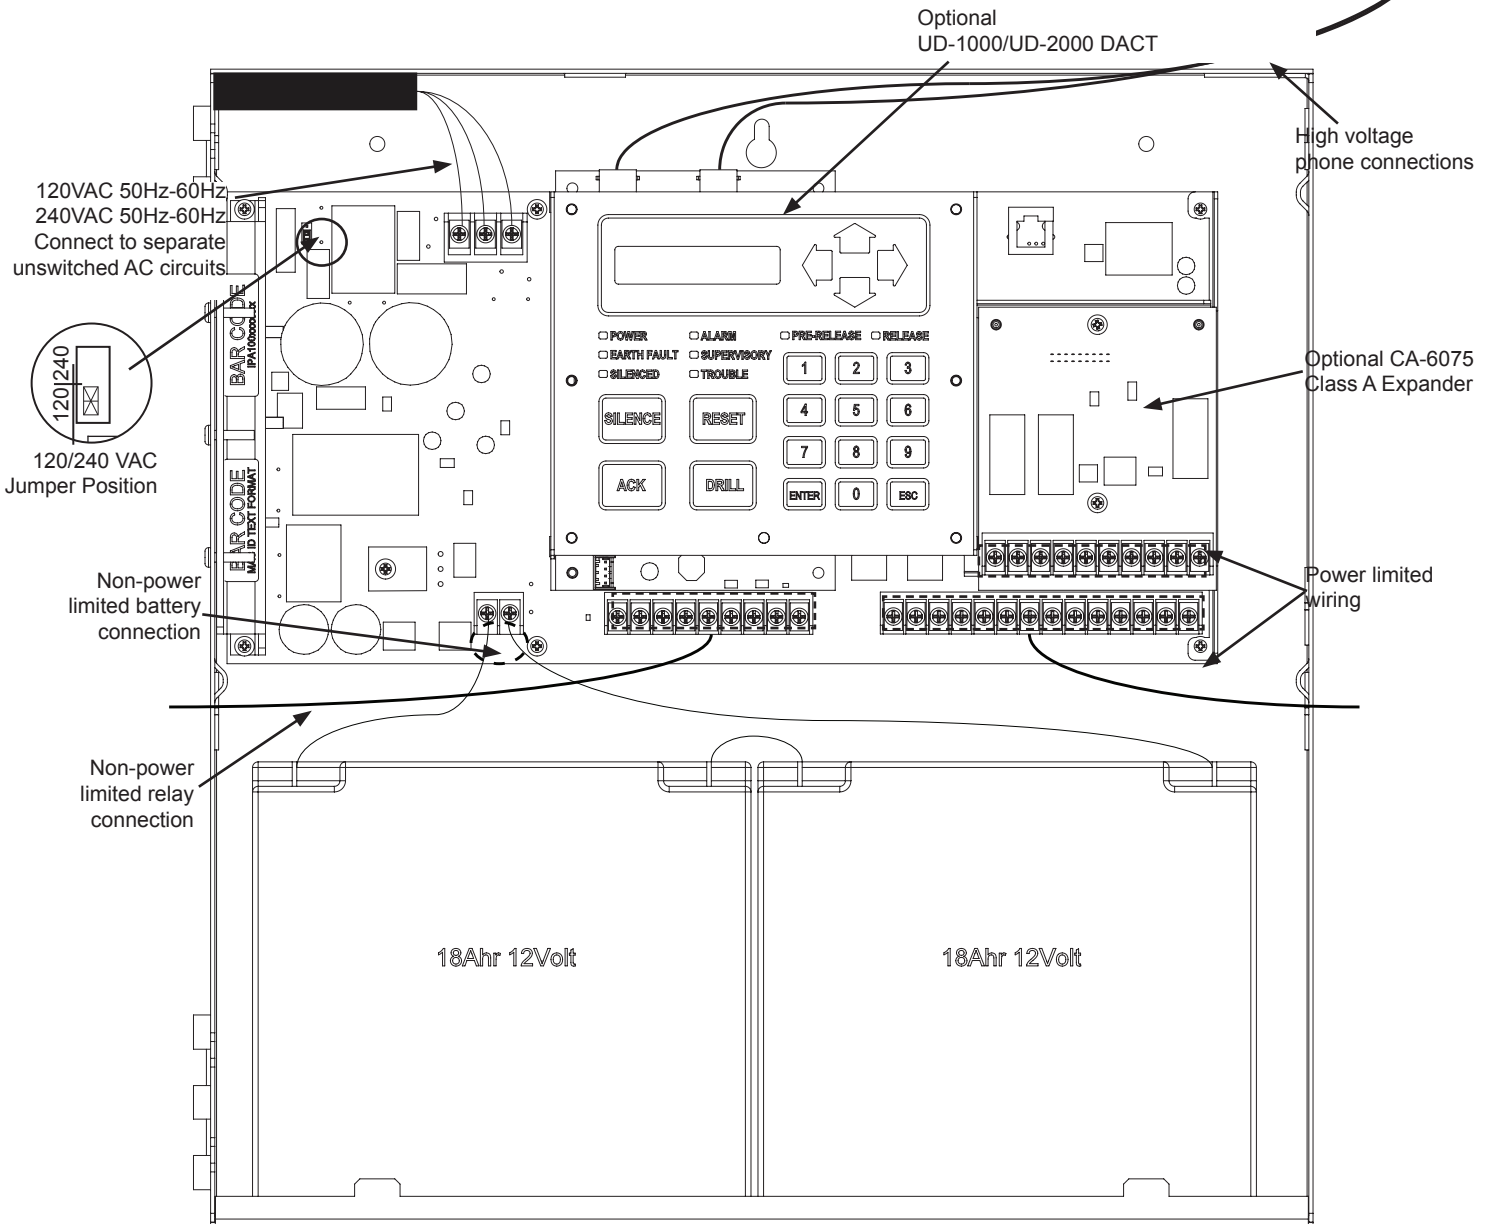 Optional
UD-1000/UD-2000 DACT
High voltage
phone connections
120VAC 50Hz-60Hz
240VAC 50Hz-60Hz
Connect to separate
unswitched AC circuits
BAR CODE
120 240
120/240 VAC
Jumper Position
POWER
ALARM
PRE-RELEASE
RELEASE
EARTH FAULT
SUPERVISORY
SILENCED
TROUBLE
1 2 3
SILENCE
RESET
4 5 6
7 8 9
ACK
DRILL
ENTER 0 ESC
Optional CA-6075
Class A Expander
BAR CODE
ID TEXT FORMAT
Non-power
limited battery
connection
Power limited
wiring
Non-power
limited relay
connection
18Ahr 12Volt
18Ahr 12Volt